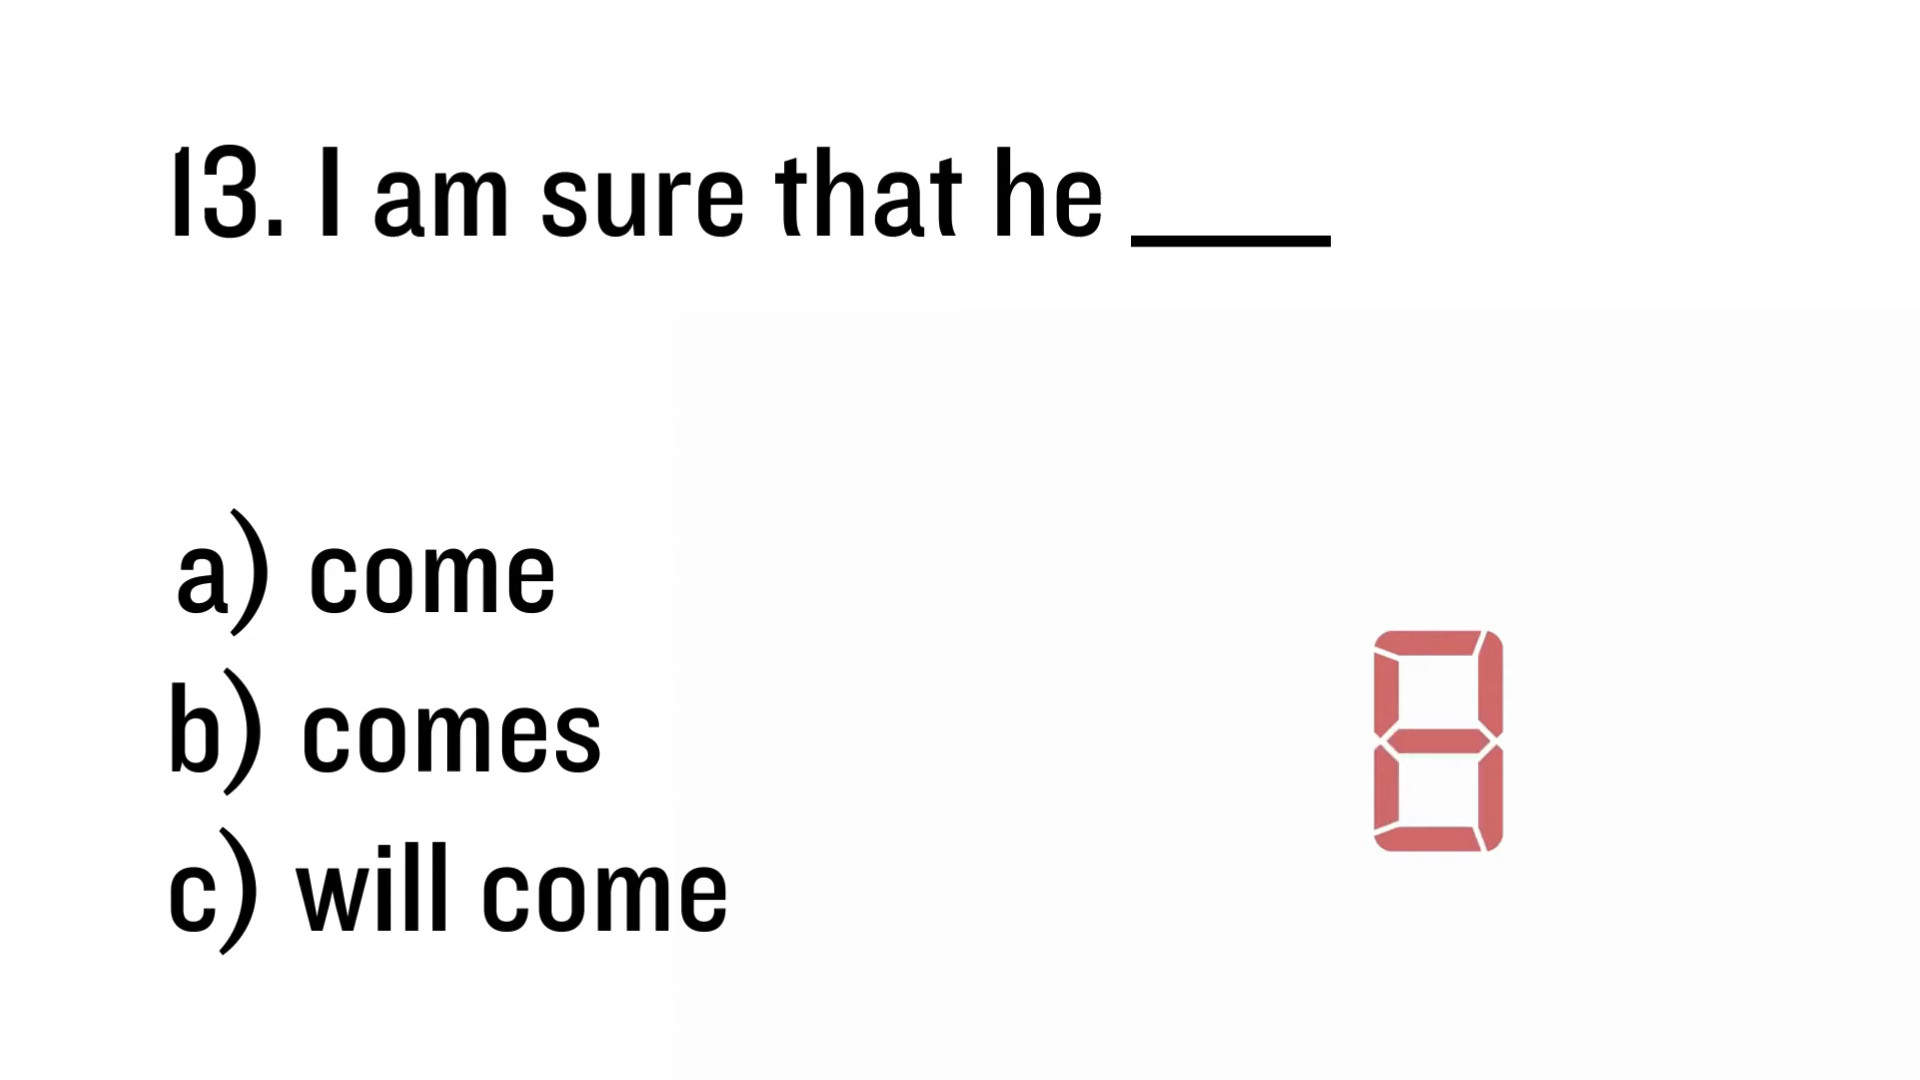 13. I am sure that he ____
a) come
b) comes
c) will come
8